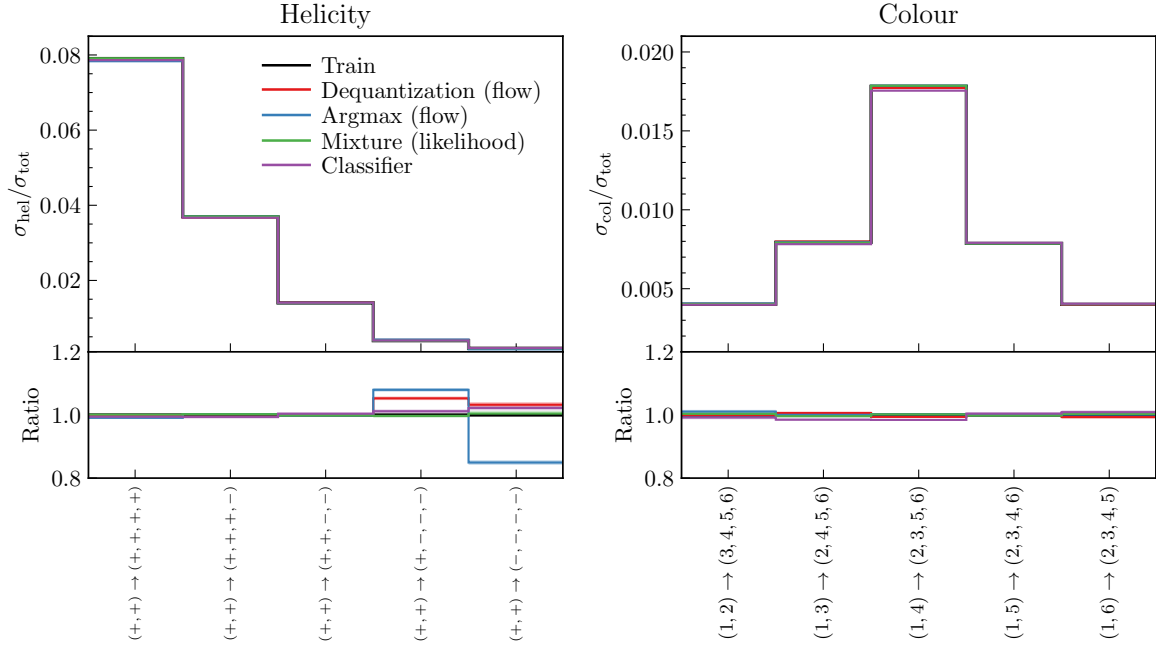 Helicity
σhel/σtot
0.08
0.06
0.04
0.02
Train
Dequantization (flow)
Argmax (flow)
Mixture (likelihood)
Classifier
Ratio
1.2
1.0
0.8
(+, +) → (+, +, +, +)
(+, +) → (+, +, +, −)
(+, +) → (+, +, −, −)
(+, +) → (+, −, −, −)
(+, +) → (−, −, −, −)
Colour
σcol/σtot
0.020
0.015
0.010
0.005
Ratio
1.2
1.0
0.8
(1, 2) → (3, 4, 5, 6)
(1, 3) → (2, 4, 5, 6)
(1, 4) → (2, 3, 5, 6)
(1, 5) → (2, 3, 4, 6)
(1, 6) → (2, 3, 4, 5)